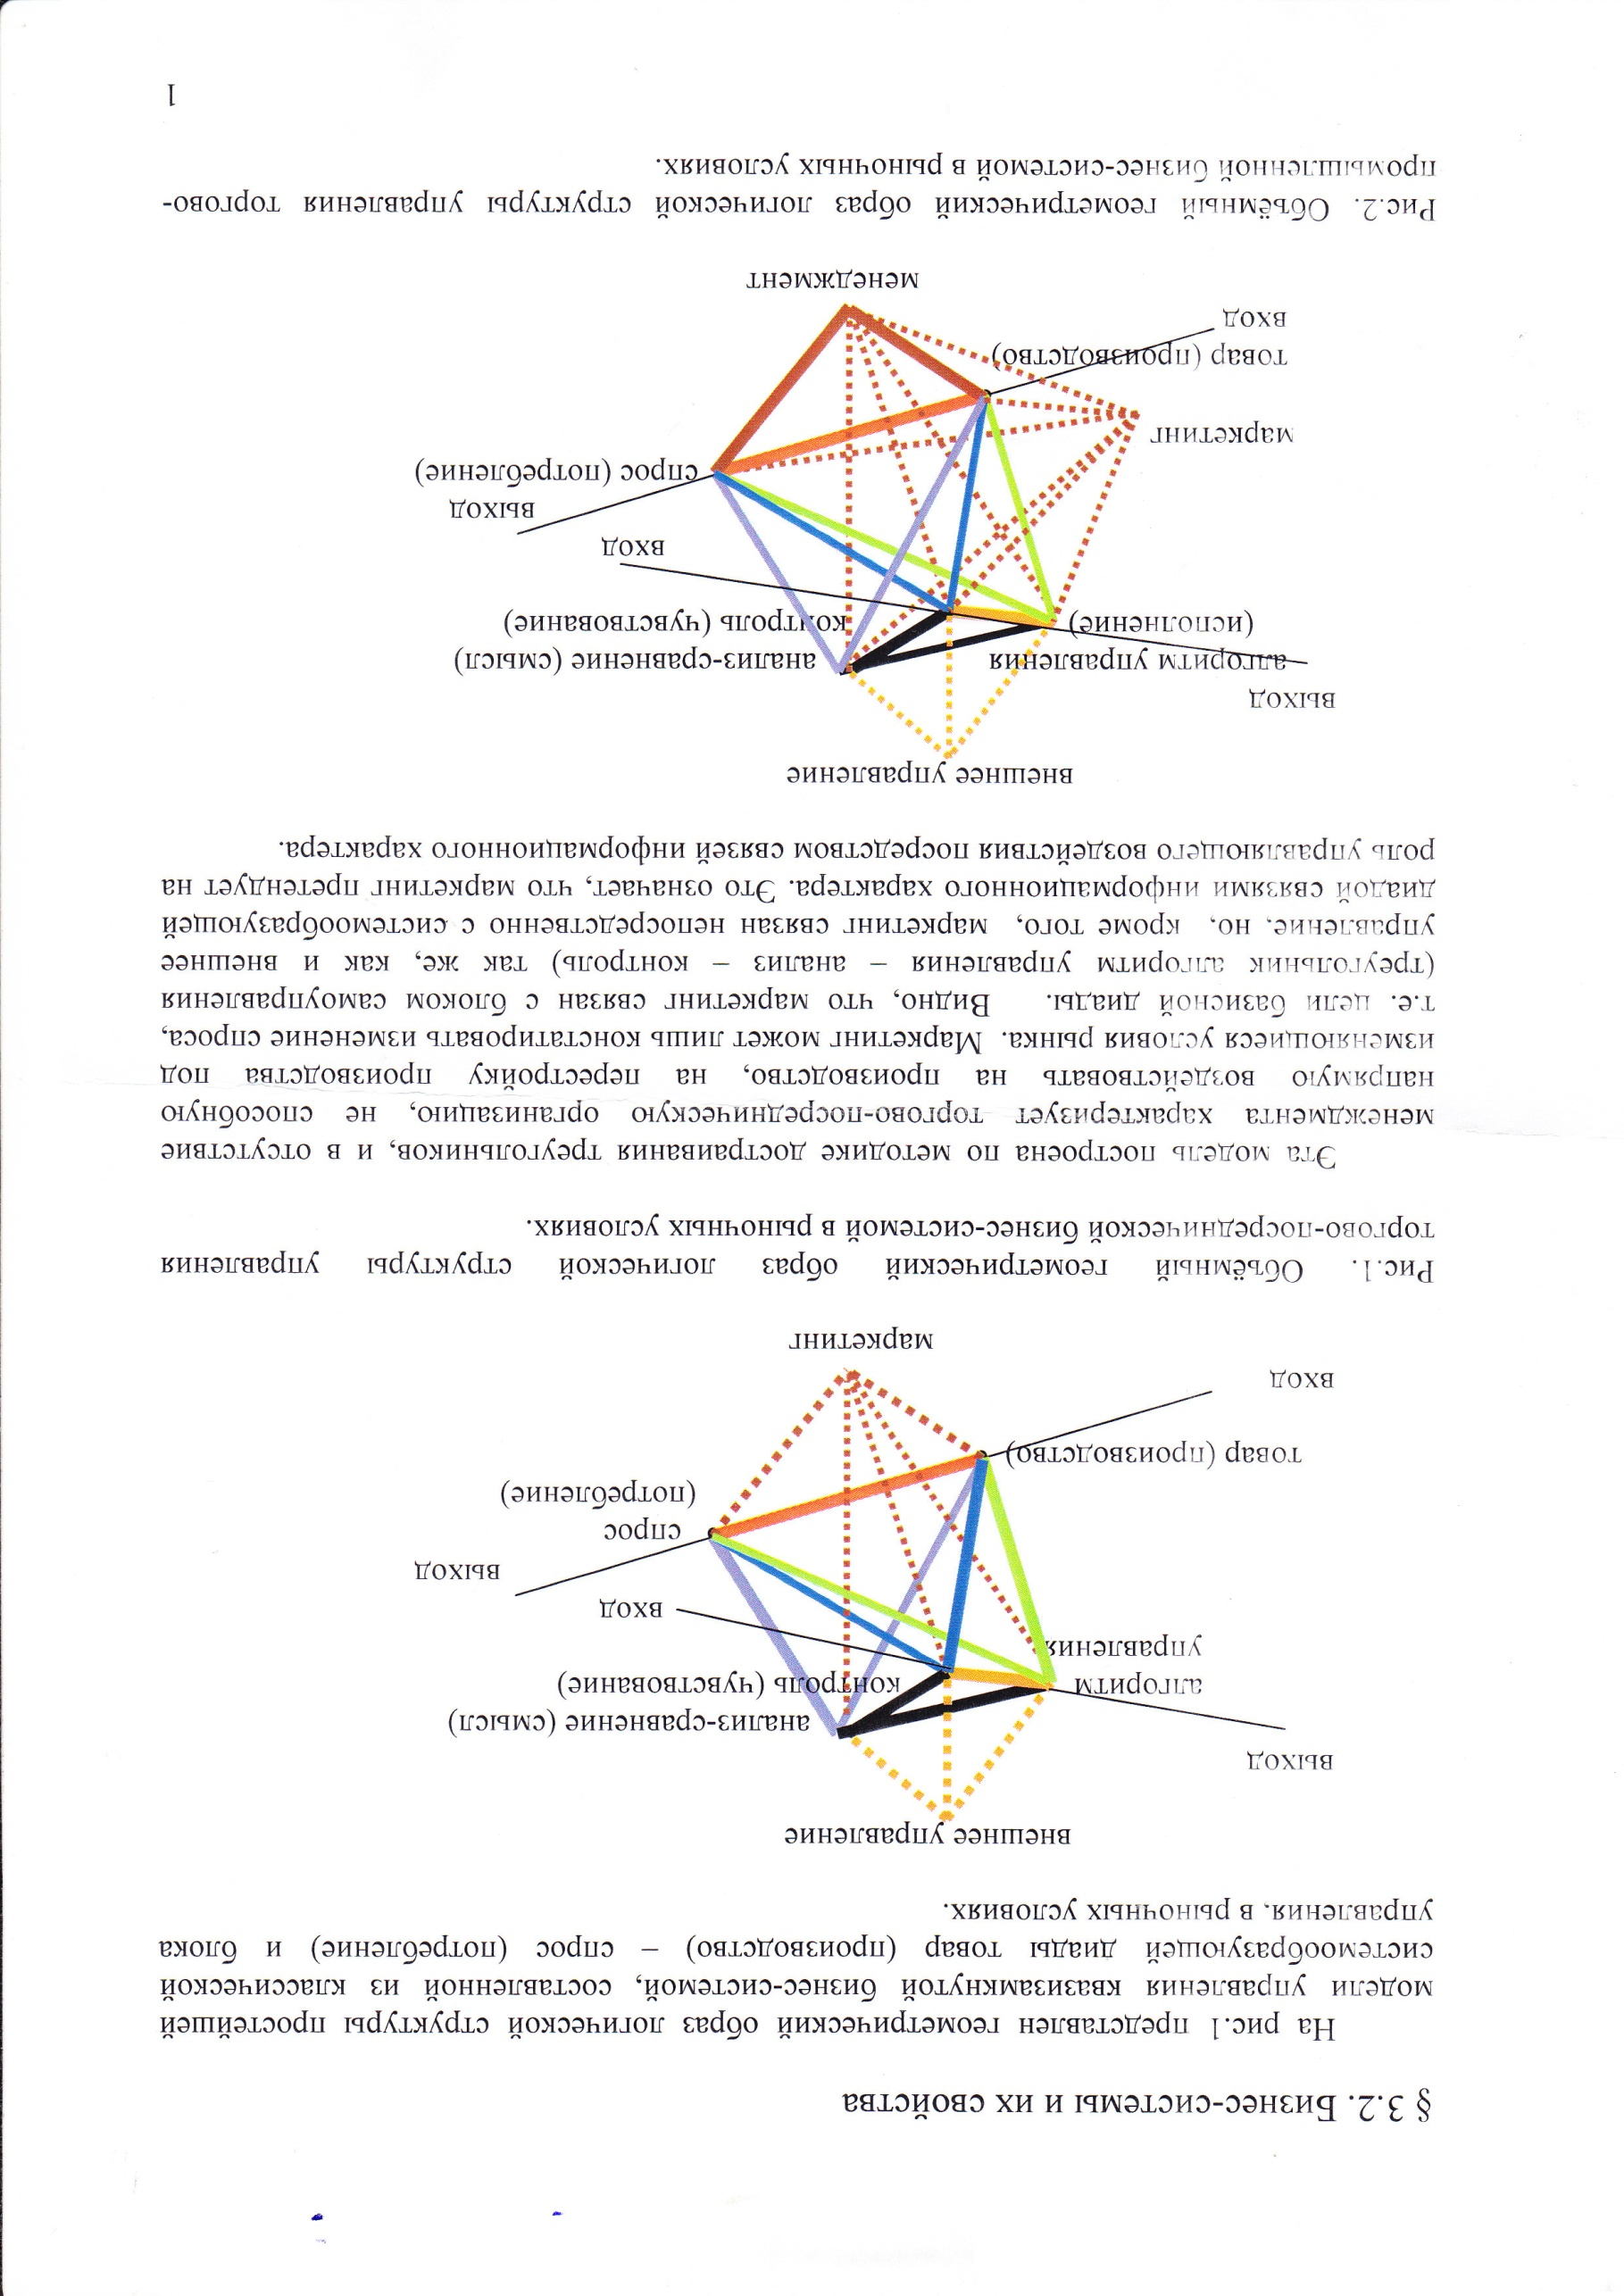 § 3.2. Бизнес-системы и их свойства
На рис.1 представлен геометрический образ логической структуры простейшей
модели управления квазизамкнутой бизнес-системой, составленной из классической
системообразующей диады товар (производство) – спрос (потребление) и блока
управления, в рыночных условиях.
внешнее управление
выход
анализ-сравнение (смысл)
алгоритм
управления
контроль (чувствование)
вход
выход
спрос
(потребление)
товар (производство)
вход
маркетинг
Рис.1. Объёмный геометрический образ логической структуры управления
торгово-посреднической бизнес-системой в рыночных условиях.
Эта модель построена по методике достраивания треугольников, и в отсутствие
менеждмента характеризует торгово-посредническую организацию, не способную
напрямую воздействовать на производство, на перестройку производства под
изменяющиеся условия рынка. Маркетинг может лишь констатировать изменение спроса,
т.е. цели базисной диады. Видно, что маркетинг связан с блоком самоуправления
(треугольник алгоритм управления – анализ – контроль) так же, как и внешнее
управление, но, кроме того, маркетинг связан непосредственно с системообразующей
диадой связями информационного характера. Это означает, что маркетинг претендует на
роль управляющего воздействия посредством связей информационного характера.
внешнее управление
выход
алгоритм управления
(исполнение)
анализ-сравнение (смысл)
контроль (чувствование)
вход
выход
спрос (потребление)
маркетинг
товар (производство)
вход
менеджмент
Рис.2. Объёмный геометрический образ логической структуры управления торгово-
промышленной бизнес-системой в рыночных условиях.
1